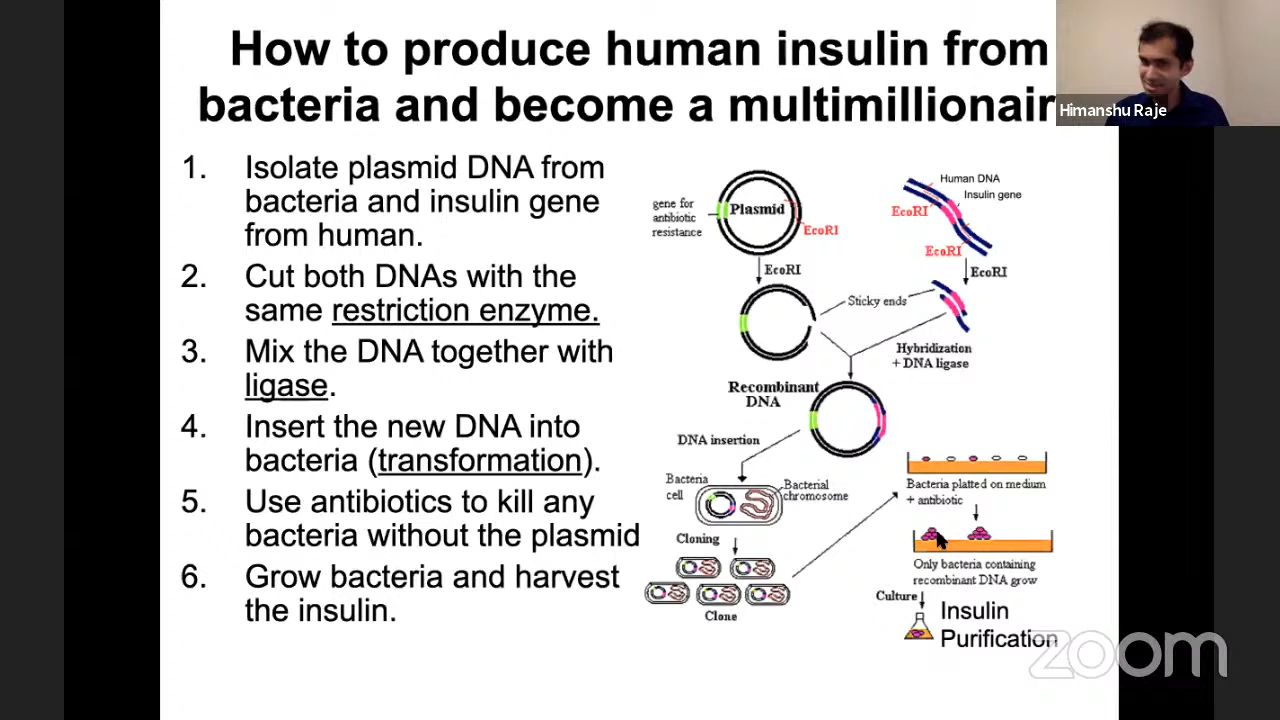 How to produce human insulin from
bacteria and become a multimillionair
Himanshu Raje
1. Isolate plasmid DNA from
bacteria and insulin gene
from human.
2. Cut both DNAs with the
same restriction enzyme.
3. Mix the DNA together with
ligase.
4. Insert the new DNA into
bacteria (transformation).
5. Use antibiotics to kill any
bacteria without the plasmid
6. Grow bacteria and harvest
the insulin.
gene for
antibiotic
resistance
Plasmid
EcoRI
Human DNA
Insulin gene
EcoRI
EcoRI
EcoRI
EcoRI
Sticky ends
Hybridization
+ DNA ligase
Recombinant
DNA
DNA insertion
Bacteria
cell
Bacterial
chromosome
Cloning
Clone
Bacteria platted on medium
+ antibiotic
Only bacteria containing
recombinant DNA grow
Culture
Insulin
Purification
zoom